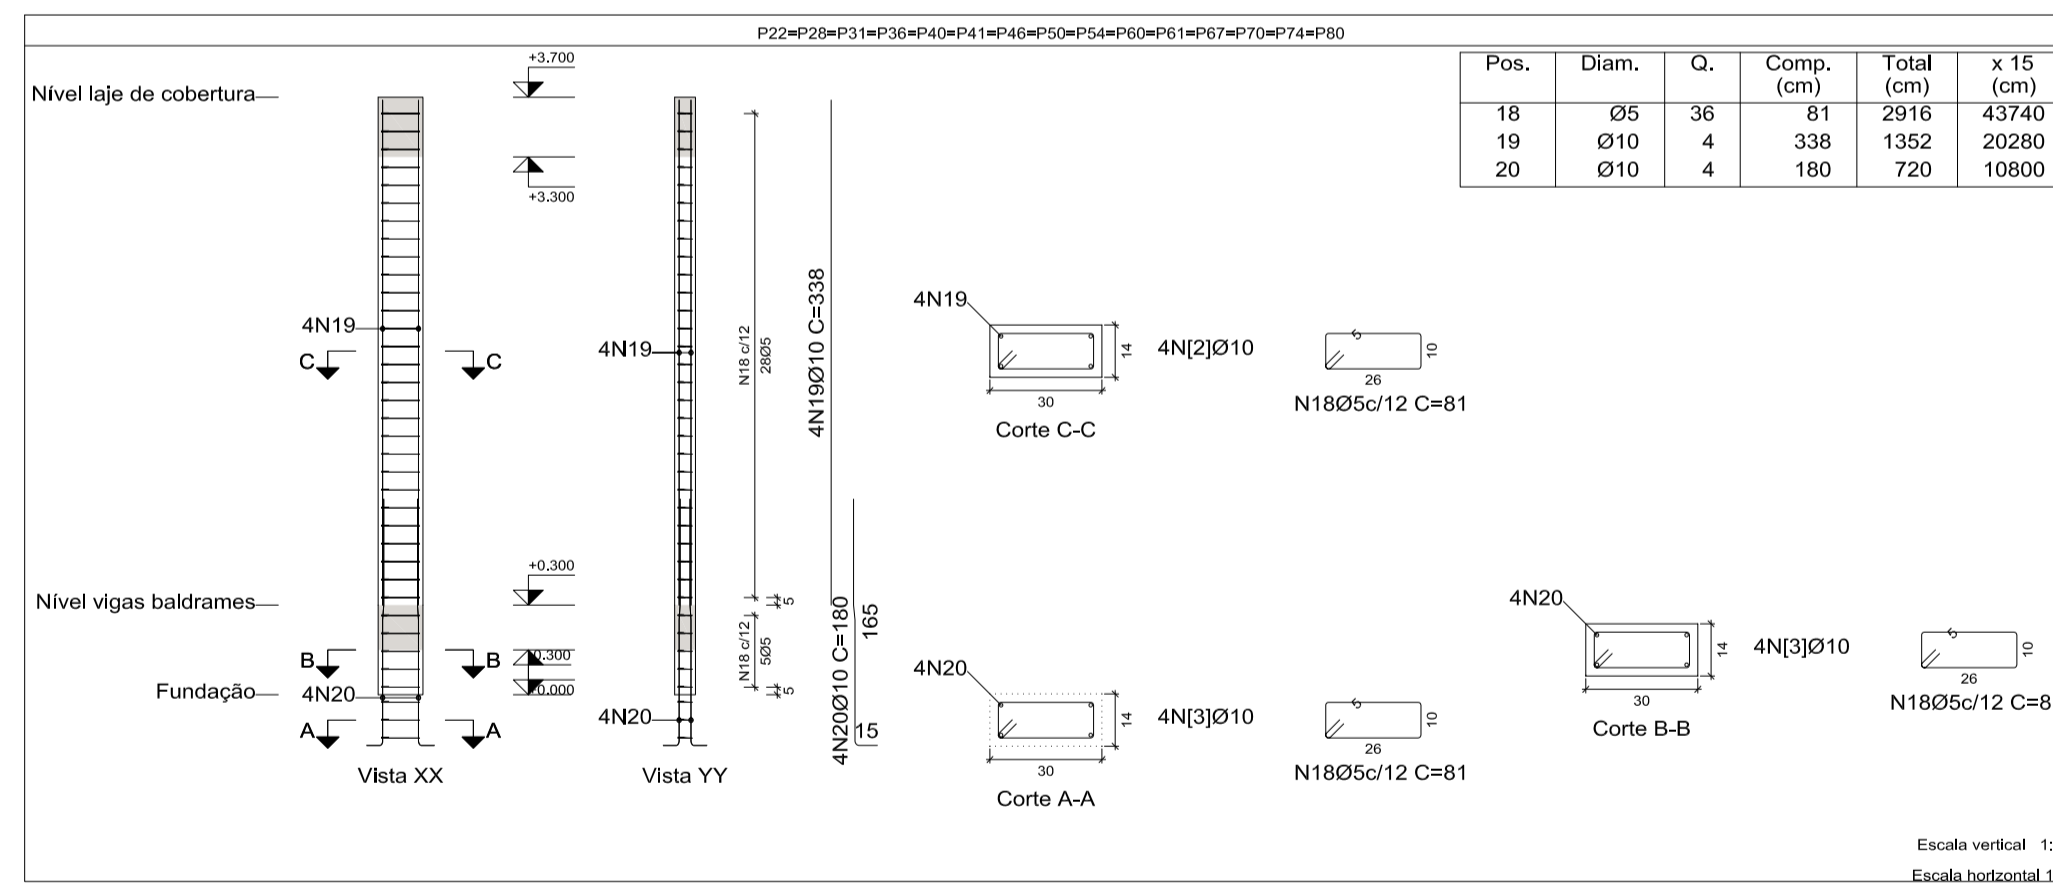 P22=P28=P31=P36=P40=P41=P46=P50=P54=P60=P61=P67=P70=P74=P80
Pos. Diam. Q. Comp. (cm) Total (cm) x 15 (cm)
18 Ø5 36 81 2916 43740
19 Ø10 4 338 1352 20280
20 Ø10 4 180 720 10800
Nível laje de cobertura
+3.700
+3.300
4N19
C C
4N19
N18 c/12
28Ø5
4N19Ø10 C=338
4N19
14
30
4N[2]Ø10
Corte C-C
5
10
26
N18Ø5c/12 C=81
Nível vigas baldrames
+0.300
5
N18 c/12
5Ø5
5
B B
+0.000
Fundação
4N20
A A
4N20
Vista XX
Vista YY
4N20Ø10 C=180
165
15
4N20
14
30
4N[3]Ø10
Corte A-A
5
10
26
N18Ø5c/12 C=81
4N20
14
30
4N[3]Ø10
Corte B-B
5
10
26
N18Ø5c/12 C=8
Escala vertical 1:
Escala horizontal 1